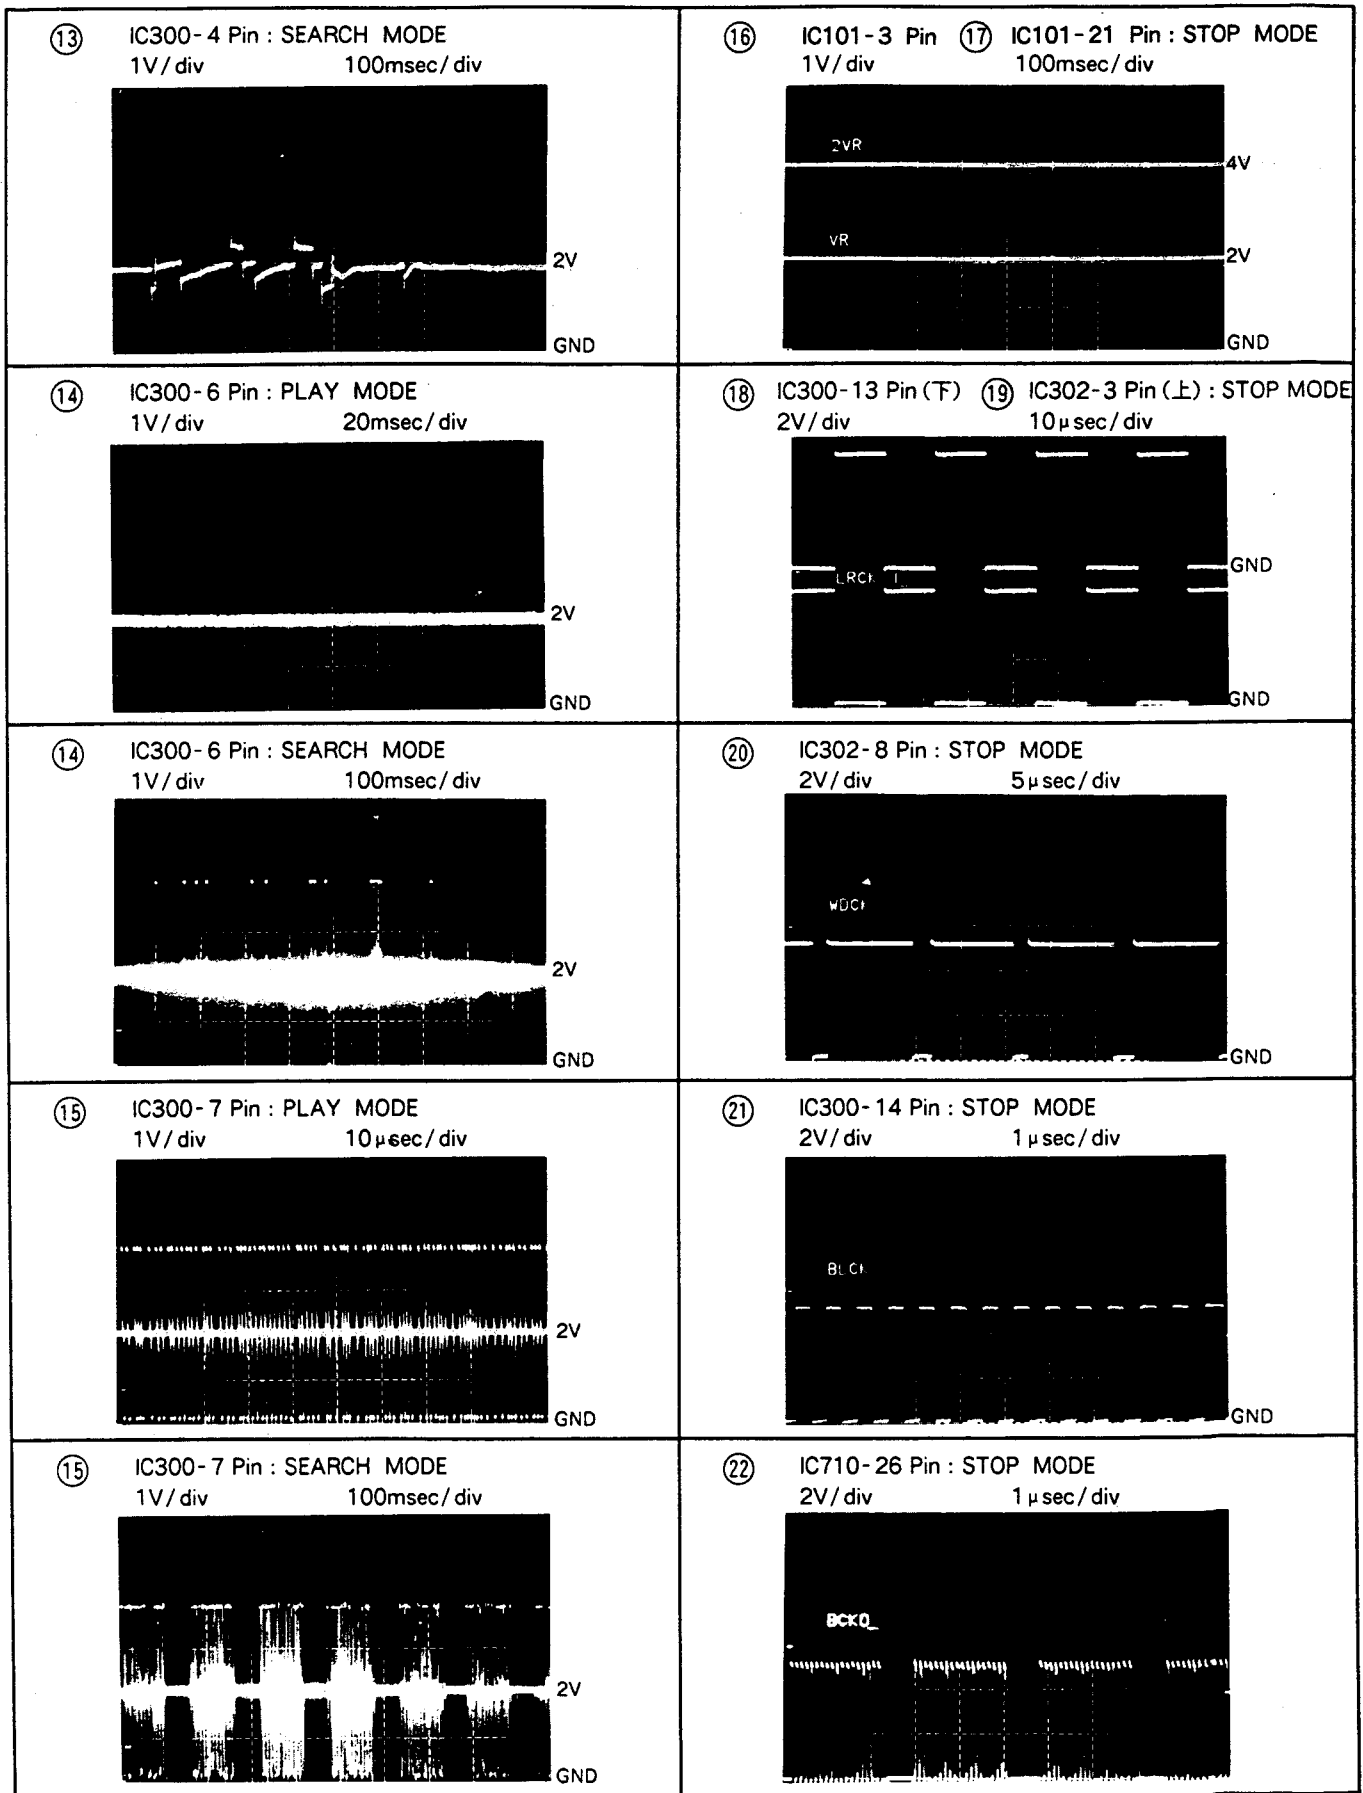 ⑬ IC300-4 Pin : SEARCH MODE
1V/div 100msec/div
2V
GND
⑭ IC300-6 Pin : PLAY MODE
1V/div 20msec/div
2V
GND
⑭ IC300-6 Pin : SEARCH MODE
1V/div 100msec/div
2V
GND
⑮ IC300-7 Pin : PLAY MODE
1V/div 10μsec/div
2V
GND
⑮ IC300-7 Pin : SEARCH MODE
1V/div 100msec/div
2V
GND
⑯ IC101-3 Pin ⑰ IC101-21 Pin : STOP MODE
1V/div 100msec/div
2VR
4V
VR
2V
GND
⑱ IC300-13 Pin (下) ⑲ IC302-3 Pin (上) : STOP MODE
2V/div 10μsec/div
GND
LRCK
GND
⑳ IC302-8 Pin : STOP MODE
2V/div 5μsec/div
WDCK
GND
㉑ IC300-14 Pin : STOP MODE
2V/div 1μsec/div
BLCK
GND
㉒ IC710-26 Pin : STOP MODE
2V/div 1μsec/div
BCKO_